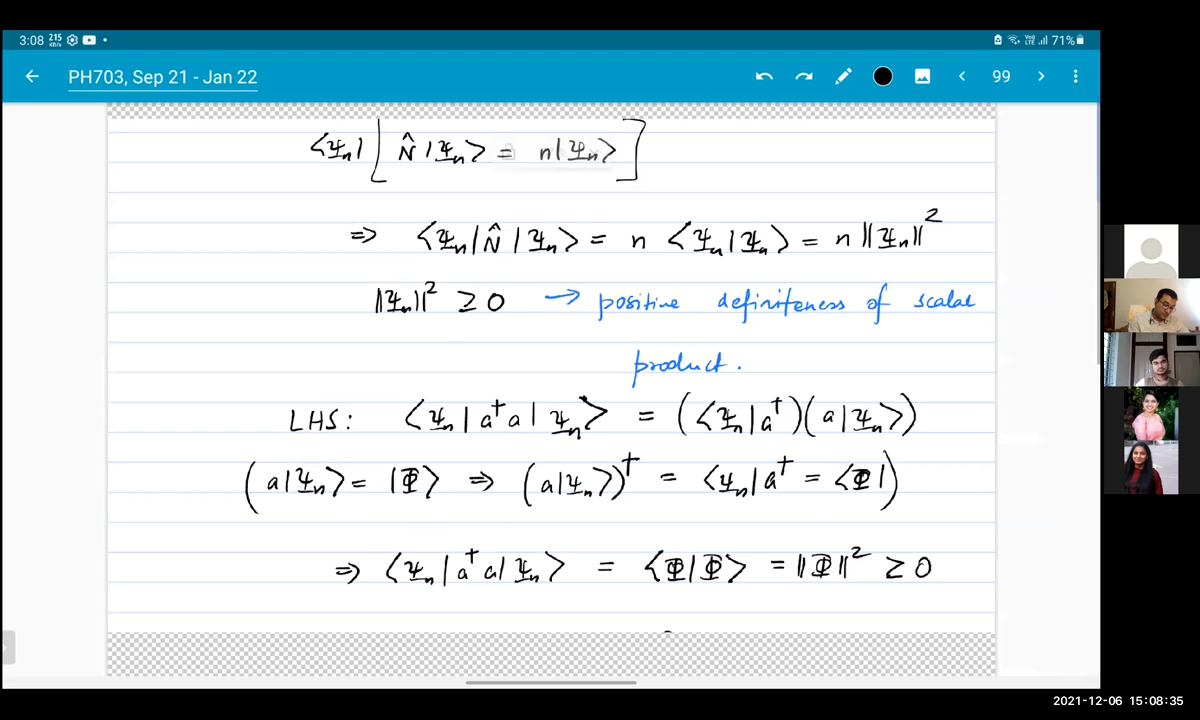 3:08 215 KB/s 71%
PH703, Sep 21 - Jan 22 99
⟨Ψₙ| [ N̂ |Ψₙ⟩ = n|Ψₙ⟩ ]
⇒ ⟨Ψₙ|N̂|Ψₙ⟩ = n ⟨Ψₙ|Ψₙ⟩ = n ‖Ψₙ‖²
‖Ψₙ‖² ≥ 0 → positive definiteness of scalar
product.
LHS: ⟨Ψₙ|a†a|Ψₙ⟩ = (⟨Ψₙ|a†)(a|Ψₙ⟩)
(a|Ψₙ⟩ = |Φ⟩ ⇒ (a|Ψₙ⟩)† = ⟨Ψₙ|a† = ⟨Φ|)
⇒ ⟨Ψₙ|a†a|Ψₙ⟩ = ⟨Φ|Φ⟩ = ‖Φ‖² ≥ 0
2021-12-06 15:08:35